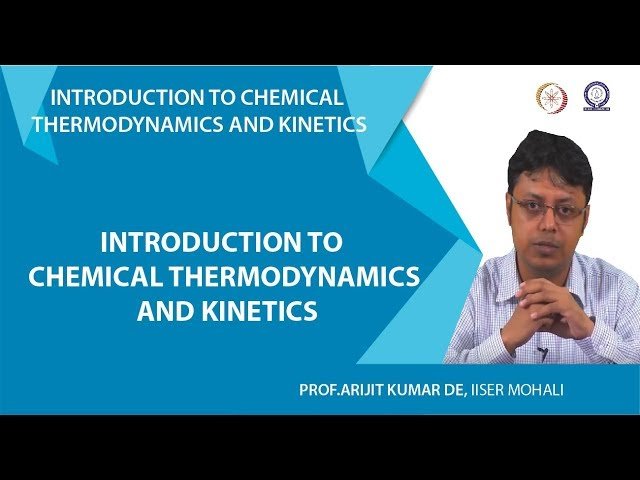 INTRODUCTION TO CHEMICAL
THERMODYNAMICS AND KINETICS
INTRODUCTION TO
CHEMICAL THERMODYNAMICS
AND KINETICS
PROF.ARIJIT KUMAR DE, IISER MOHALI